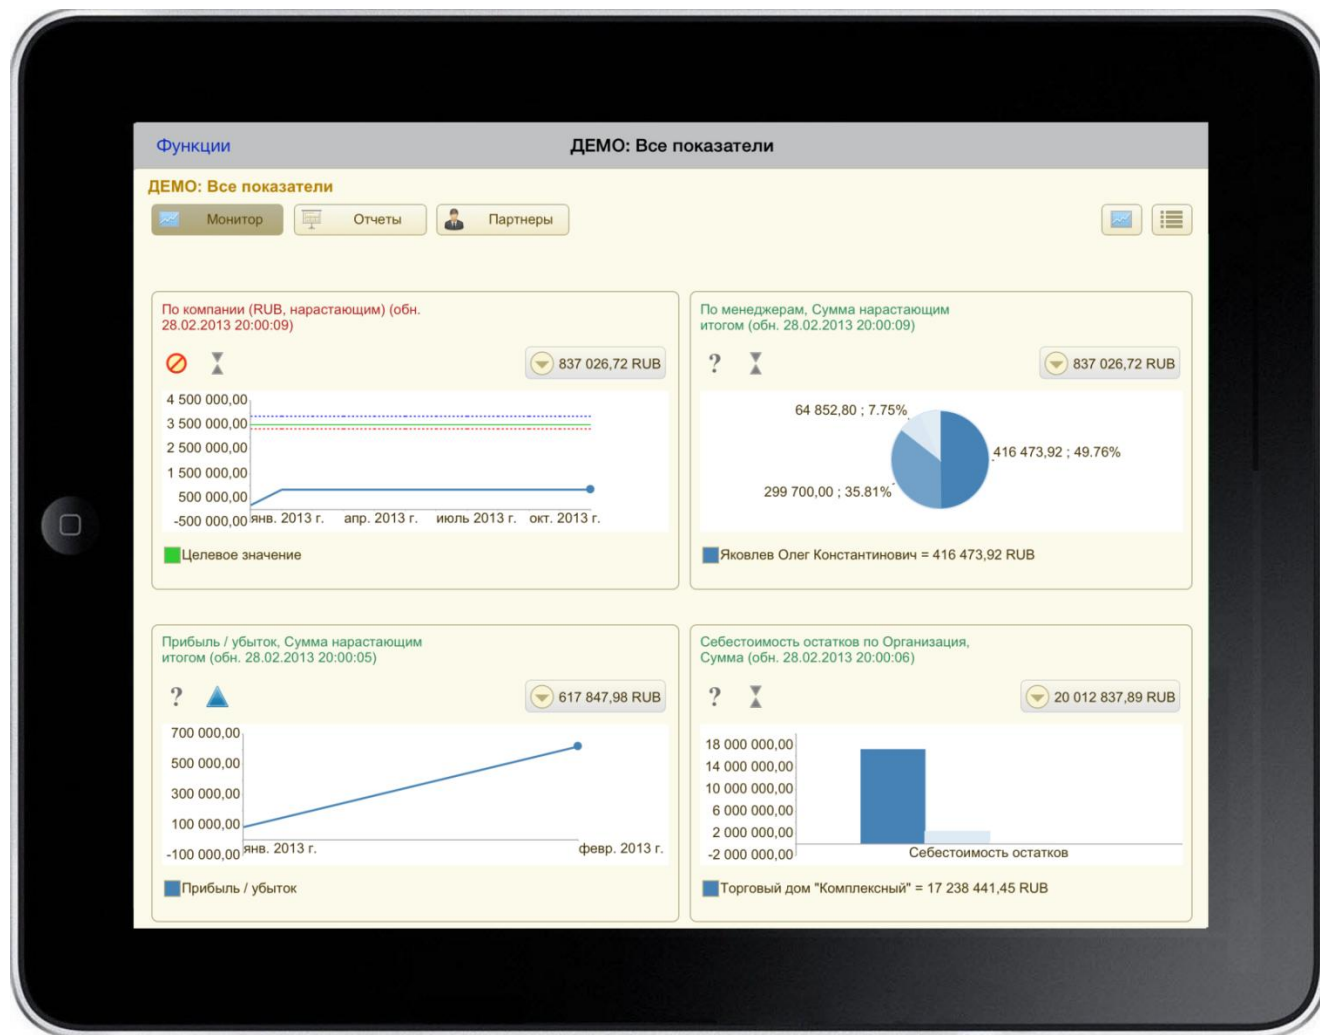 Функции
ДЕМО: Все показатели
ДЕМО: Все показатели
Монитор
Отчеты
Партнеры
По компании (RUB, нарастающим) (обн.
28.02.2013 20:00:09)
837 026,72 RUB
4 500 000,00
3 500 000,00
2 500 000,00
1 500 000,00
500 000,00
-500 000,00
янв. 2013 г. апр. 2013 г. июль 2013 г. окт. 2013 г.
Целевое значение
По менеджерам, Сумма нарастающим
итогом (обн. 28.02.2013 20:00:09)
?
837 026,72 RUB
64 852,80 ; 7.75%
416 473,92 ; 49.76%
299 700,00 ; 35.81%
Яковлев Олег Константинович = 416 473,92 RUB
Прибыль / убыток, Сумма нарастающим
итогом (обн. 28.02.2013 20:00:05)
?
617 847,98 RUB
700 000,00
500 000,00
300 000,00
100 000,00
-100 000,00
янв. 2013 г. февр. 2013 г.
Прибыль / убыток
Себестоимость остатков по Организация,
Сумма (обн. 28.02.2013 20:00:06)
?
20 012 837,89 RUB
18 000 000,00
14 000 000,00
10 000 000,00
6 000 000,00
2 000 000,00
-2 000 000,00
Себестоимость остатков
Торговый дом "Комплексный" = 17 238 441,45 RUB